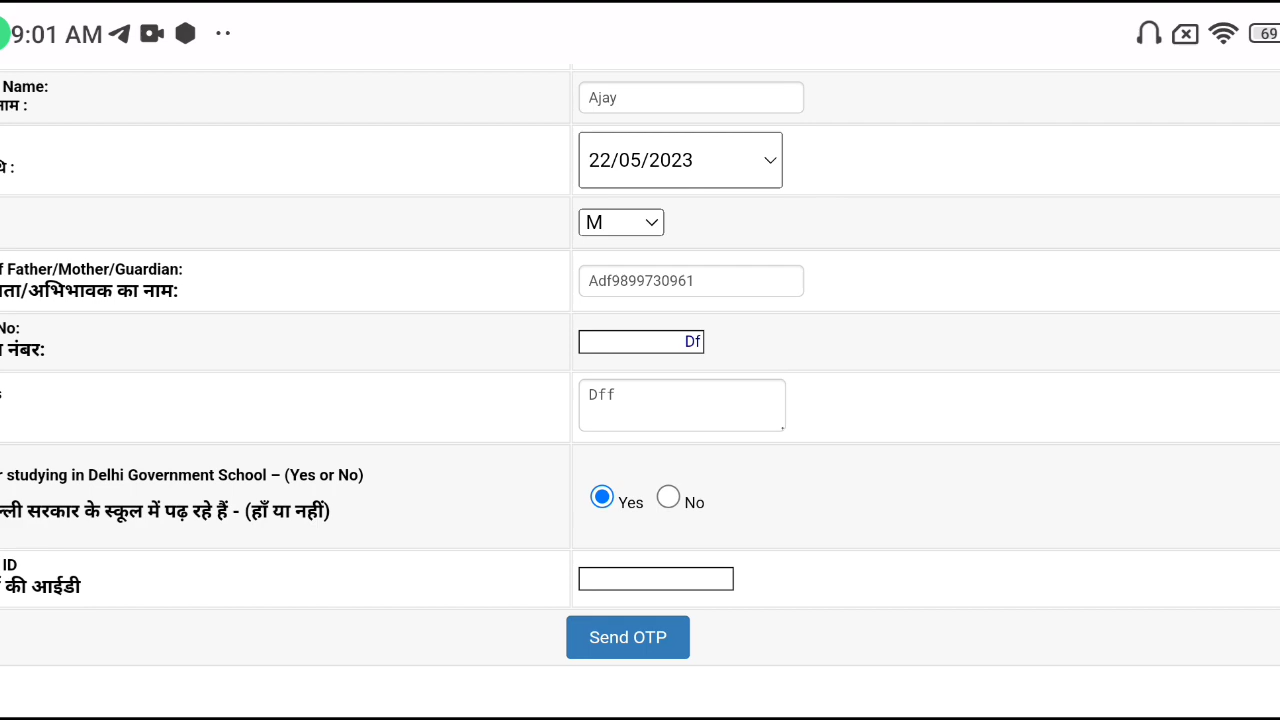 9:01 AM
69
Name:
नाम :
Ajay
थि :
22/05/2023
M
f Father/Mother/Guardian:
पिता/अभिभावक का नाम:
Adf9899730961
No:
नंबर:
Df
s
Dff
r studying in Delhi Government School – (Yes or No)
ल्ली सरकार के स्कूल में पढ़ रहे हैं - (हाँ या नहीं)
Yes No
ID
की आईडी
Send OTP